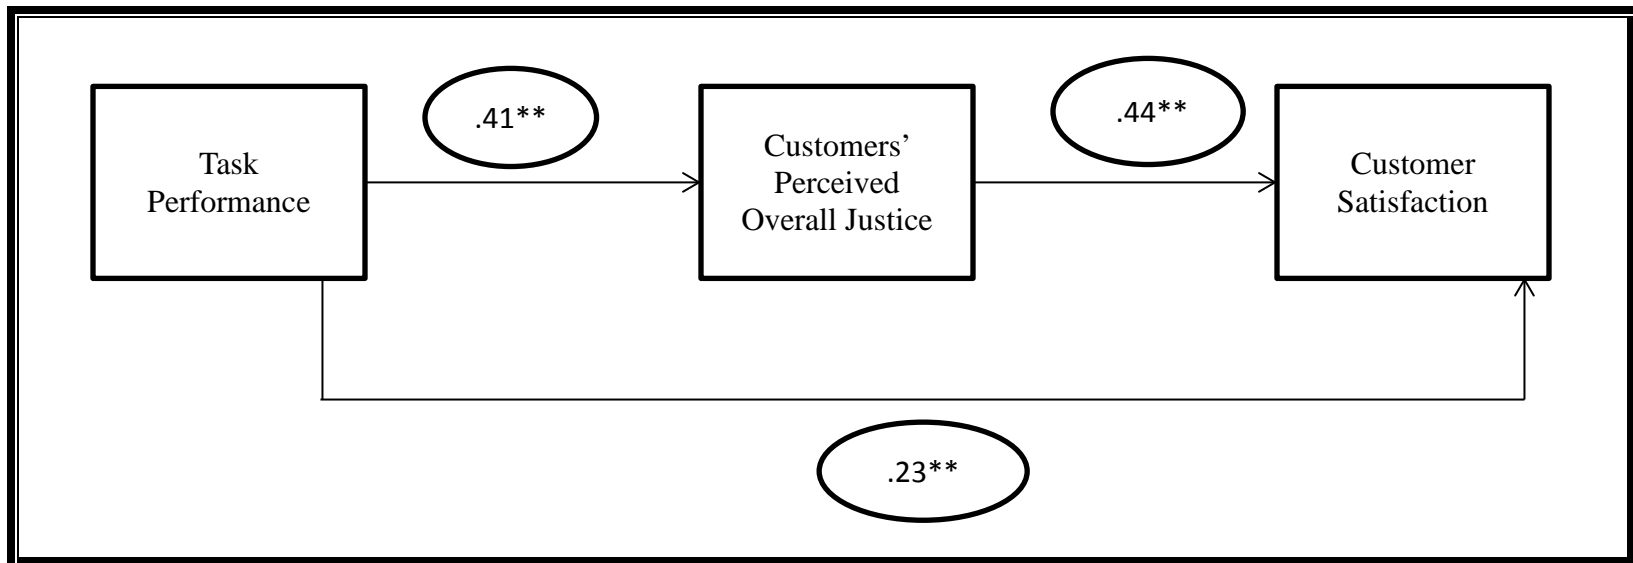 Task
Performance
.41**
Customers’
Perceived
Overall Justice
.44**
Customer
Satisfaction
.23**